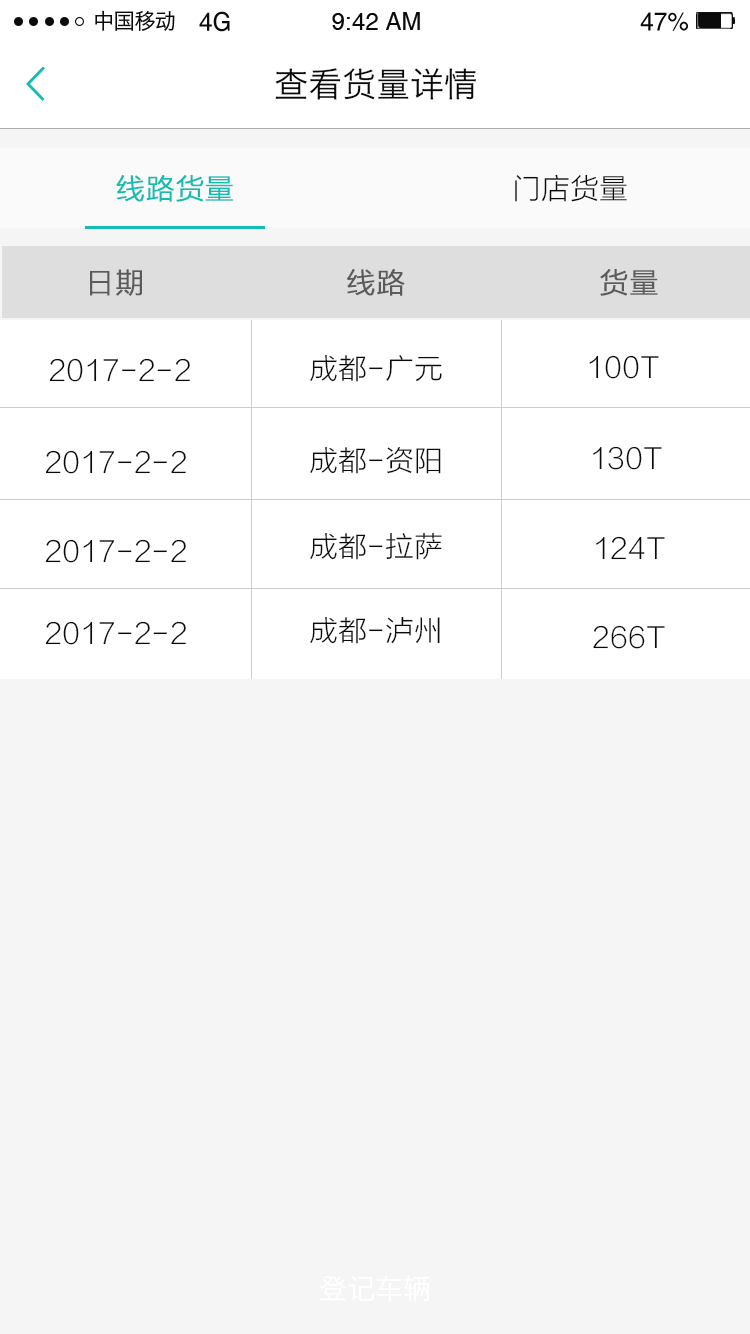 中国移动 4G 9:42 AM 47%
查看货量详情
线路货量 门店货量
日期 线路 货量
2017-2-2 成都-广元 100T
2017-2-2 成都-资阳 130T
2017-2-2 成都-拉萨 124T
2017-2-2 成都-泸州 266T
登记车辆